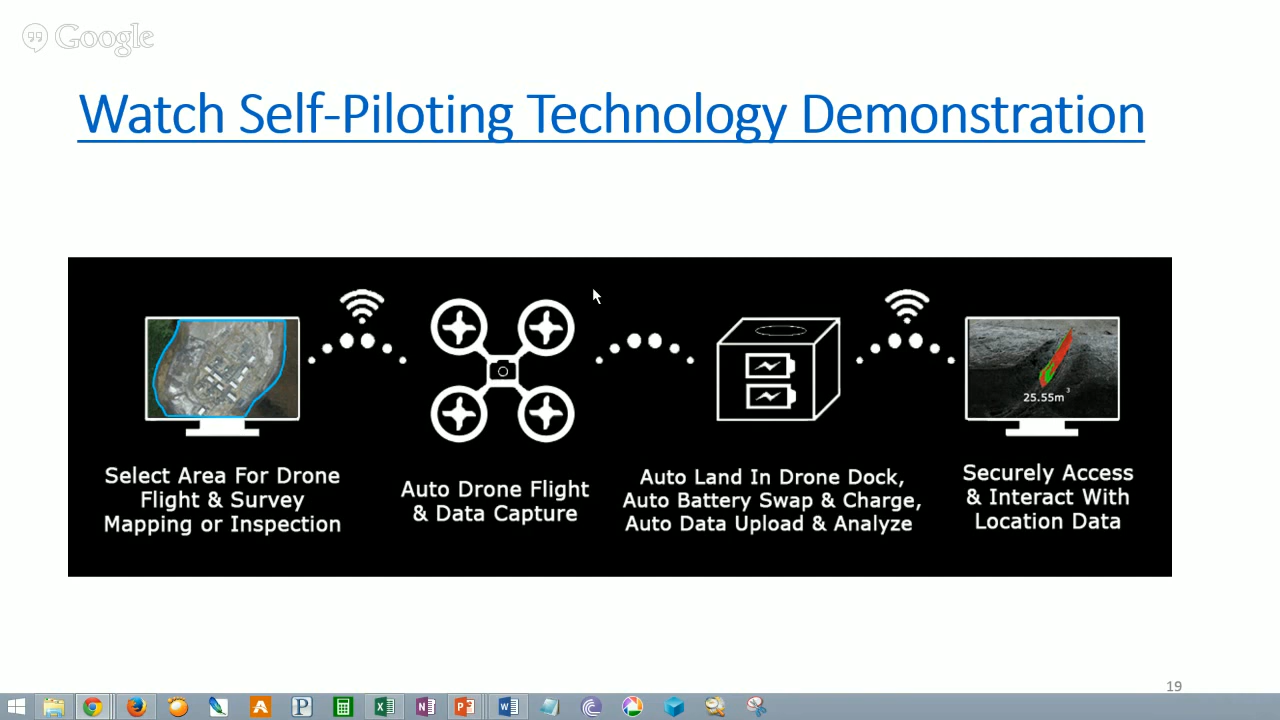 Google
Watch Self-Piloting Technology Demonstration
25.55m³
Select Area For Drone
Flight & Survey
Mapping or Inspection
Auto Drone Flight
& Data Capture
Auto Land In Drone Dock,
Auto Battery Swap & Charge,
Auto Data Upload & Analyze
Securely Access
& Interact With
Location Data
19